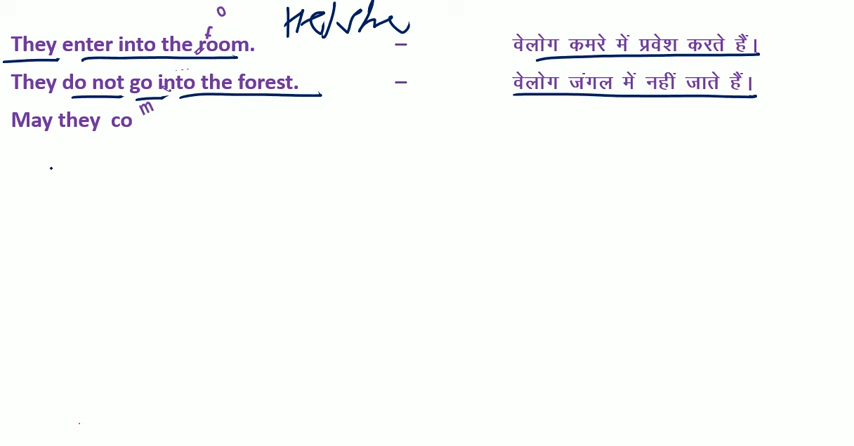 He/she
They enter into the room. – वेलोग कमरे में प्रवेश करते हैं।
They do not go into the forest. – वेलोग जंगल में नहीं जाते हैं।
May they com